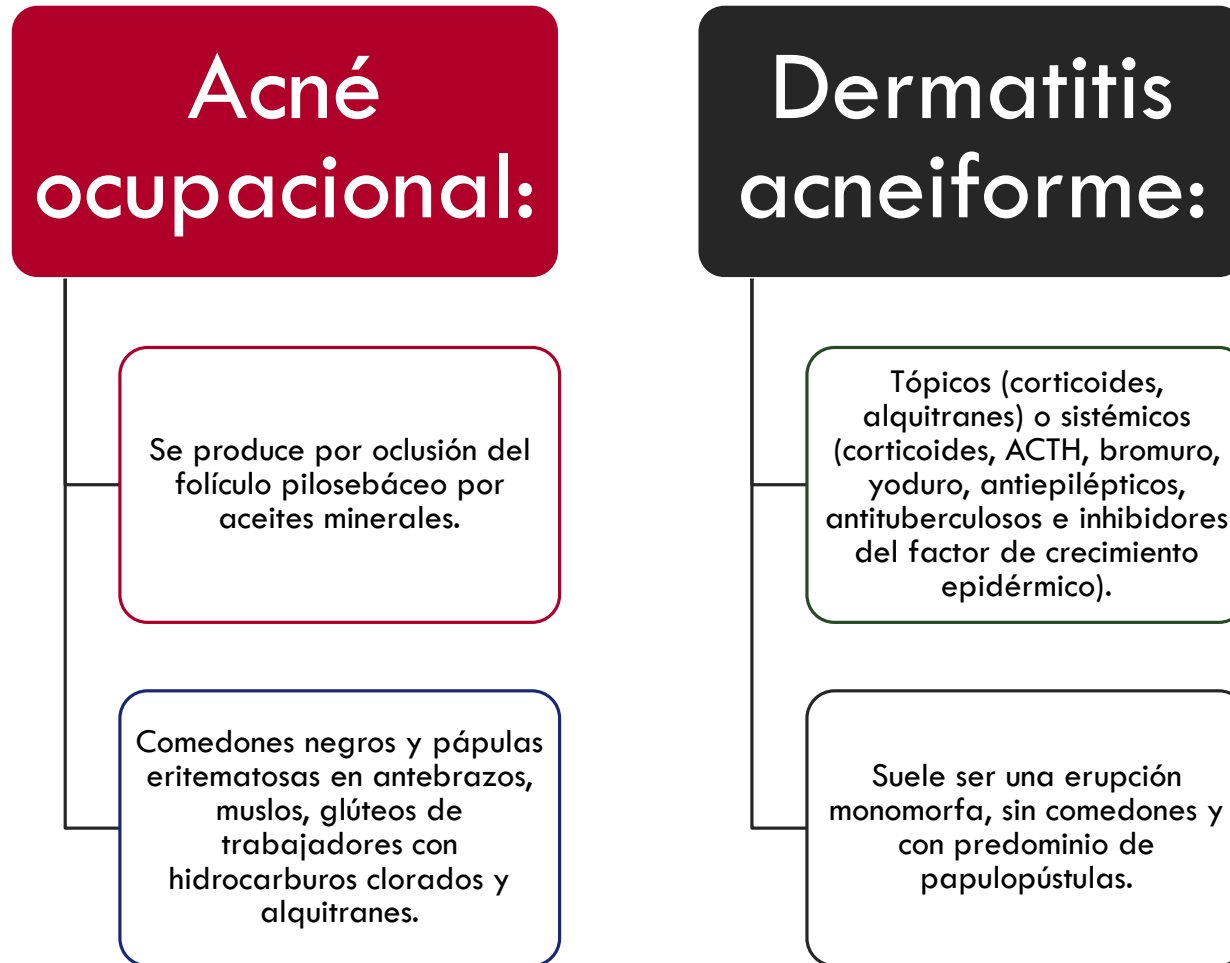 Acné
ocupacional:
Se produce por oclusión del
folículo pilosebáceo por
aceites minerales.
Comedones negros y pápulas
eritematosas en antebrazos,
muslos, glúteos de
trabajadores con
hidrocarburos clorados y
alquitranes.
Dermatitis
acneiforme:
Tópicos (corticoides,
alquitranes) o sistémicos
(corticoides, ACTH, bromuro,
yoduro, antiepilépticos,
antituberculosos e inhibidores
del factor de crecimiento
epidérmico).
Suele ser una erupción
monomorfa, sin comedones y
con predominio de
papulopústulas.